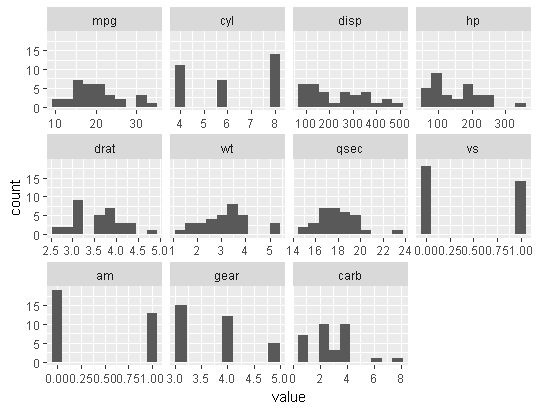 mpg cyl disp hp
15
10
5
0
10 20 30 4 5 6 7 8 100 200 300 400 500 100 200 300
drat wt qsec vs
15
10
5
0
2.5 3.0 3.5 4.0 4.5 5.0 1 2 3 4 5 14 16 18 20 22 24 0.00 0.25 0.50 0.75 1.00
am gear carb
15
10
5
0
0.00 0.25 0.50 0.75 1.00 3.0 3.5 4.0 4.5 5.0 2 4 6 8
count
value